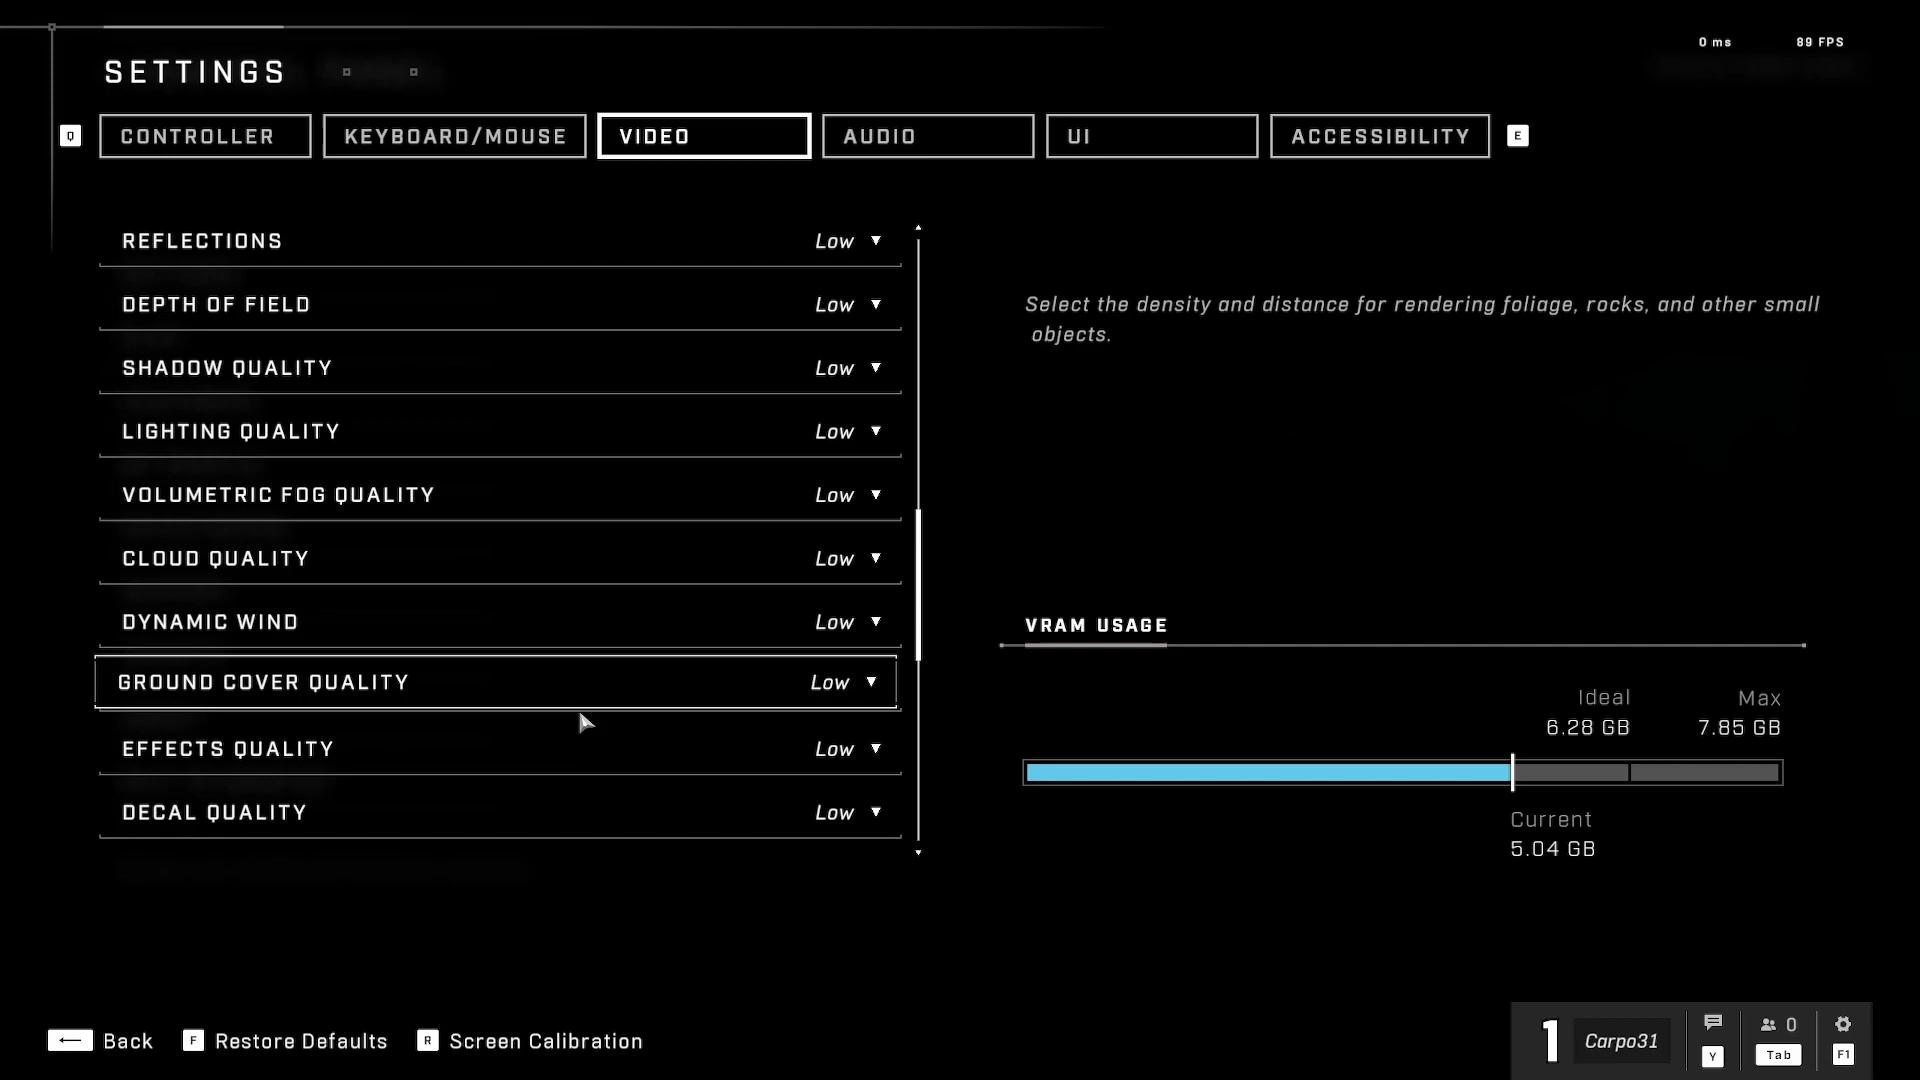 0 ms 89 FPS
SETTINGS
Q CONTROLLER KEYBOARD/MOUSE VIDEO AUDIO UI ACCESSIBILITY E
REFLECTIONS Low
DEPTH OF FIELD Low
SHADOW QUALITY Low
LIGHTING QUALITY Low
VOLUMETRIC FOG QUALITY Low
CLOUD QUALITY Low
DYNAMIC WIND Low
GROUND COVER QUALITY Low
EFFECTS QUALITY Low
DECAL QUALITY Low
Select the density and distance for rendering foliage, rocks, and other small
objects.
VRAM USAGE
Ideal Max
6.28 GB 7.85 GB
Current
5.04 GB
Back F Restore Defaults R Screen Calibration
1 Carpo31 0
Y Tab F1